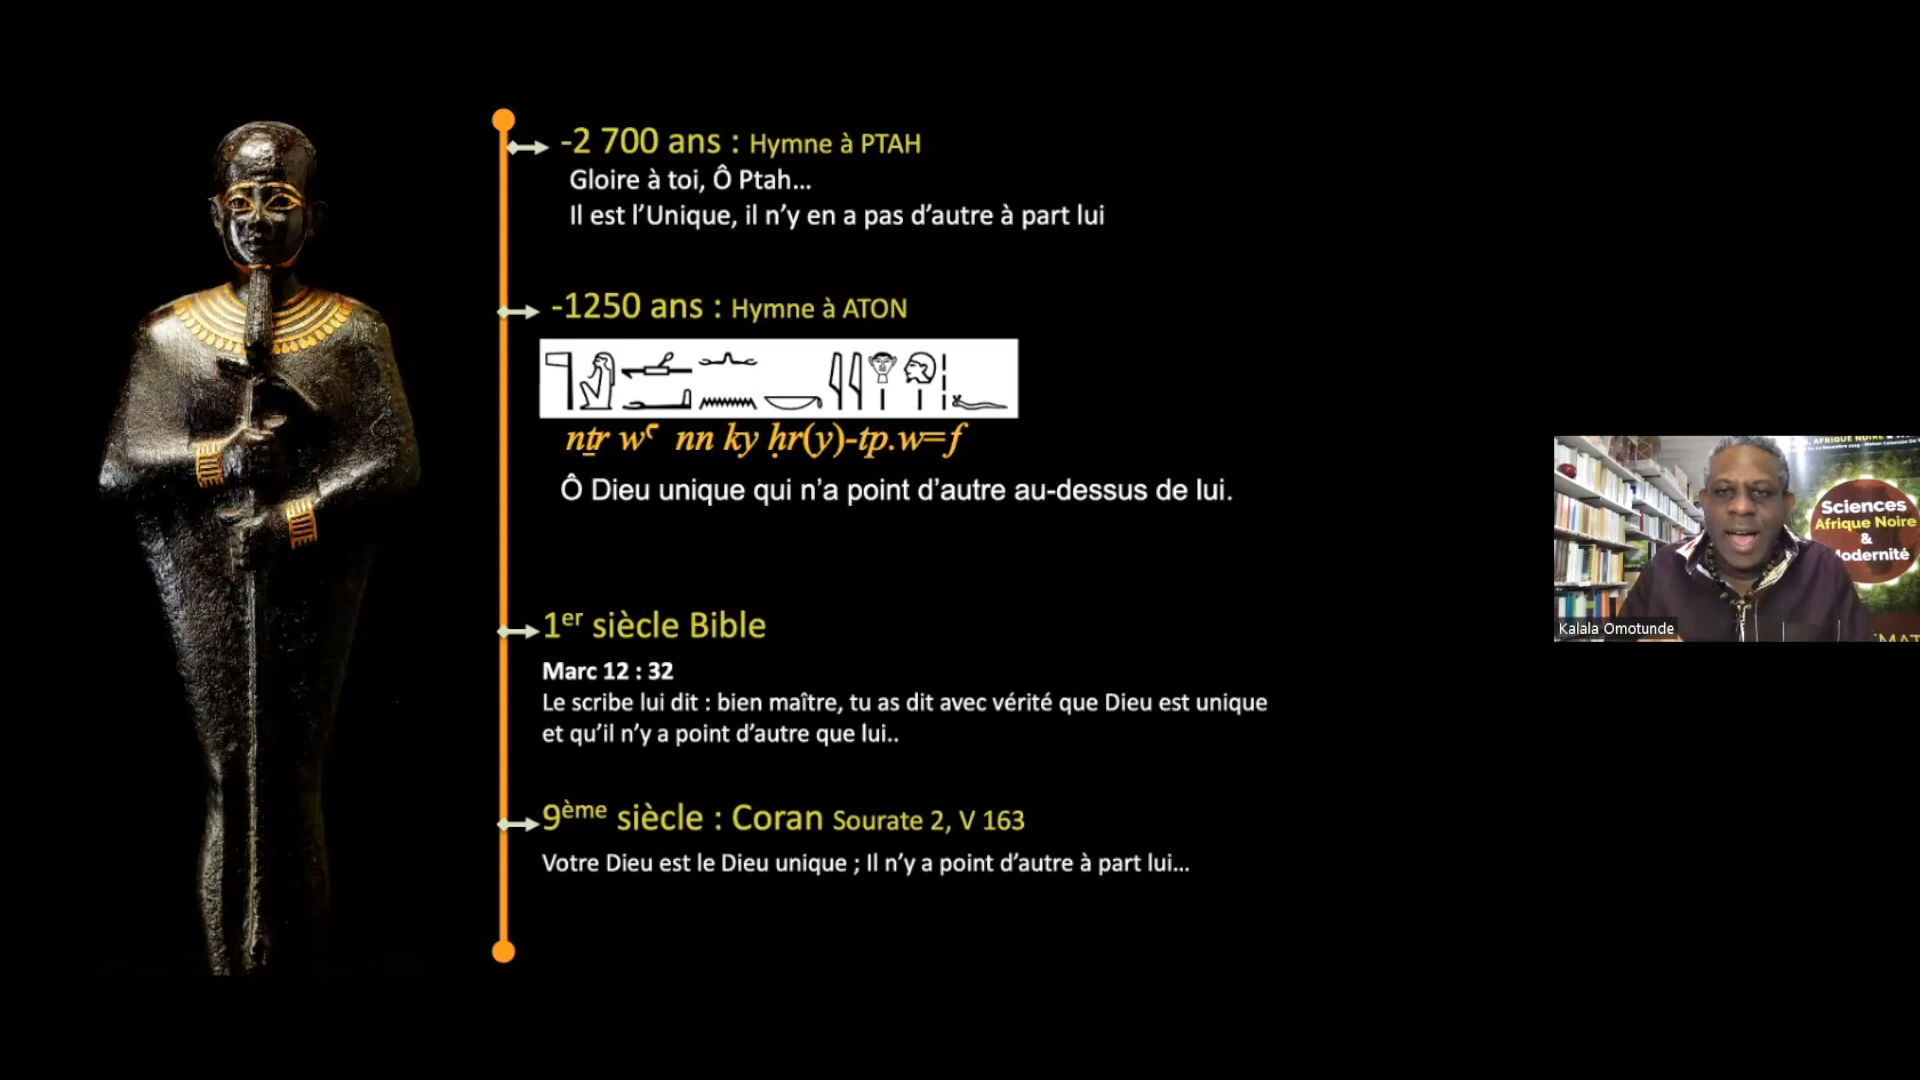 -2 700 ans : Hymne à PTAH
Gloire à toi, Ô Ptah...
Il est l'Unique, il n'y en a pas d'autre à part lui
-1250 ans : Hymne à ATON
nṯr wꜥ nn ky ḥr(y)-tp.w=f
Ô Dieu unique qui n'a point d'autre au-dessus de lui.
1er siècle Bible
Marc 12 : 32
Le scribe lui dit : bien maître, tu as dit avec vérité que Dieu est unique
et qu'il n'y a point d'autre que lui..
9ème siècle : Coran Sourate 2, V 163
Votre Dieu est le Dieu unique ; Il n'y a point d'autre à part lui...
AFRIQUE NOIRE
Sciences
Afrique Noire
&
Modernité
Kalala Omotunde